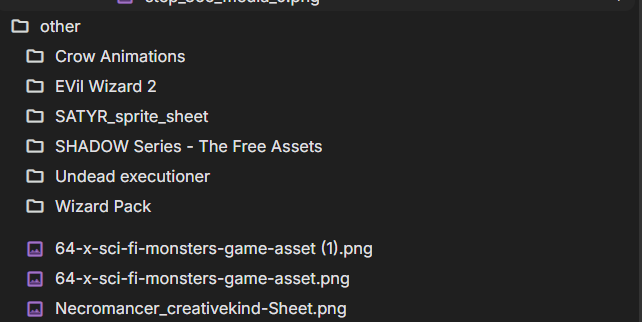 other
Crow Animations
EVil Wizard 2
SATYR_sprite_sheet
SHADOW Series - The Free Assets
Undead executioner
Wizard Pack
64-x-sci-fi-monsters-game-asset (1).png
64-x-sci-fi-monsters-game-asset.png
Necromancer_creativekind-Sheet.png